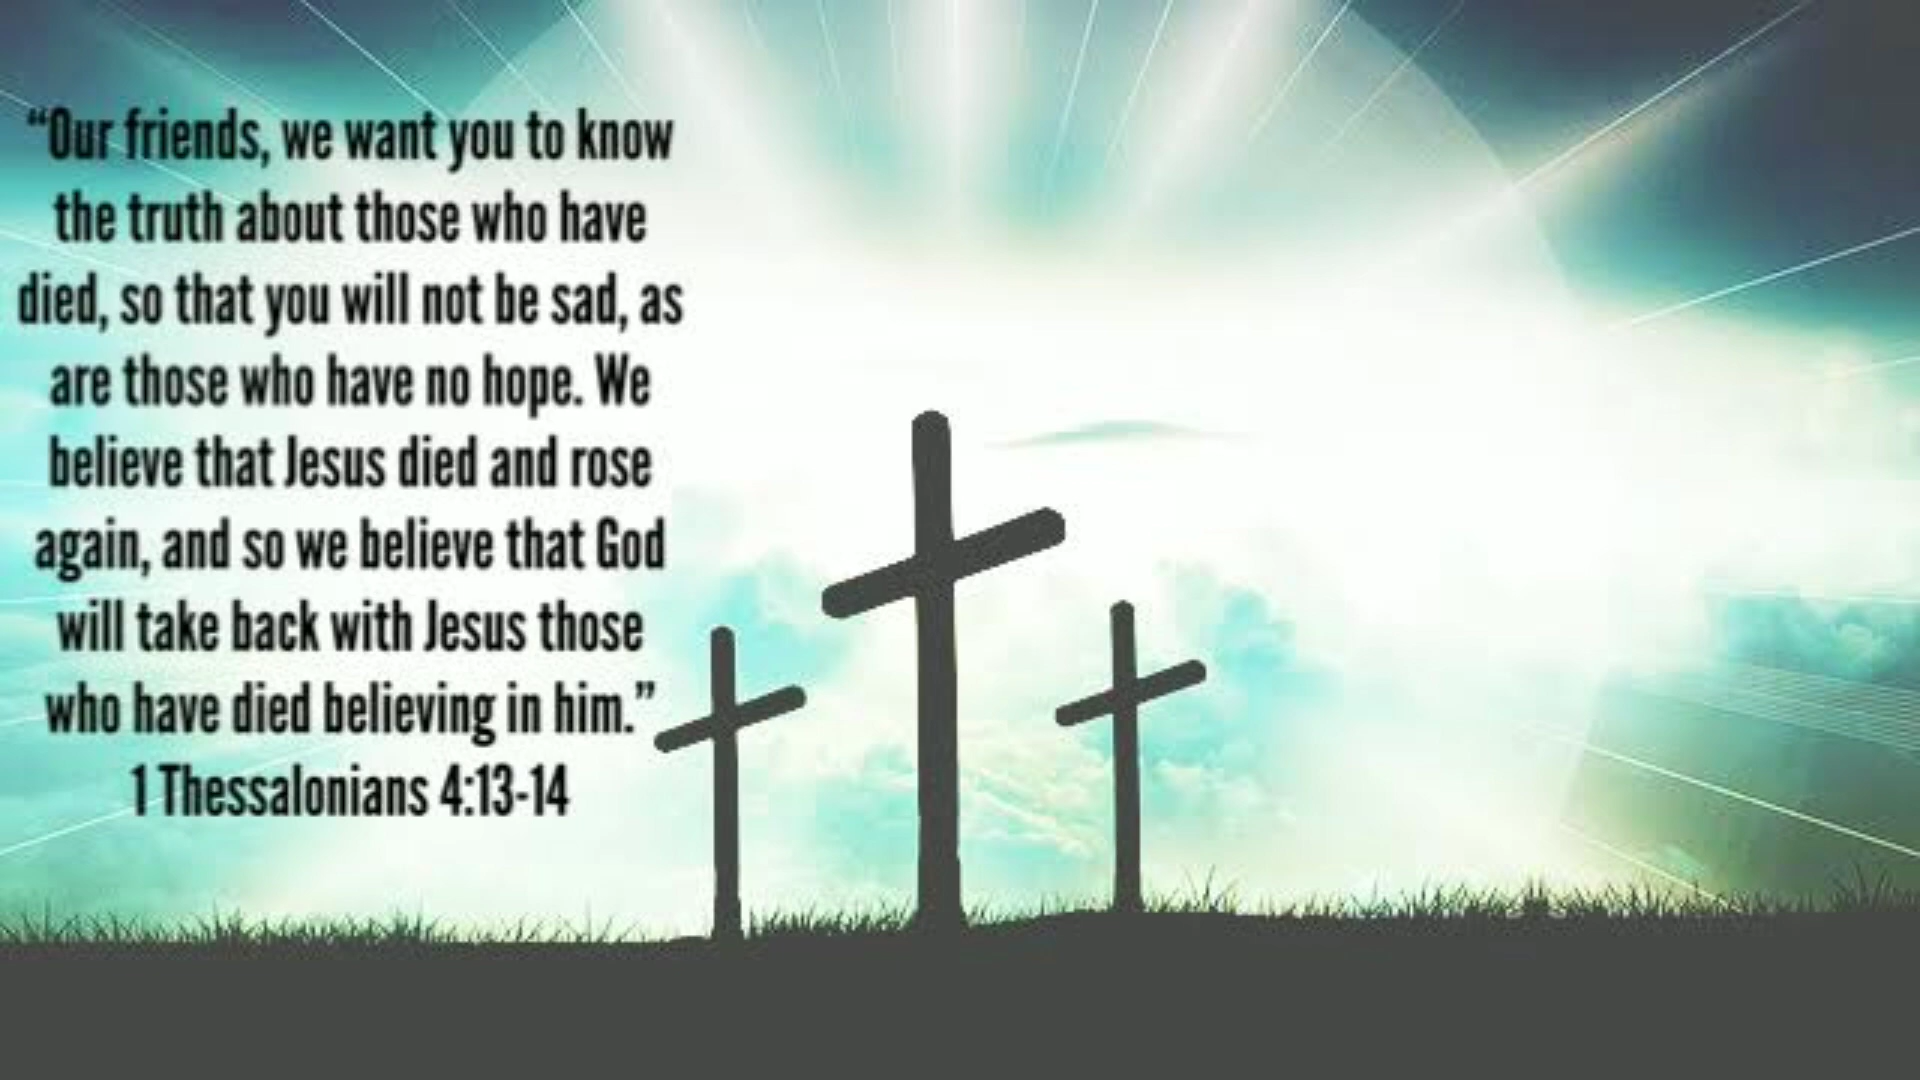 “Our friends, we want you to know
the truth about those who have
died, so that you will not be sad, as
are those who have no hope. We
believe that Jesus died and rose
again, and so we believe that God
will take back with Jesus those
who have died believing in him.”
1 Thessalonians 4:13-14